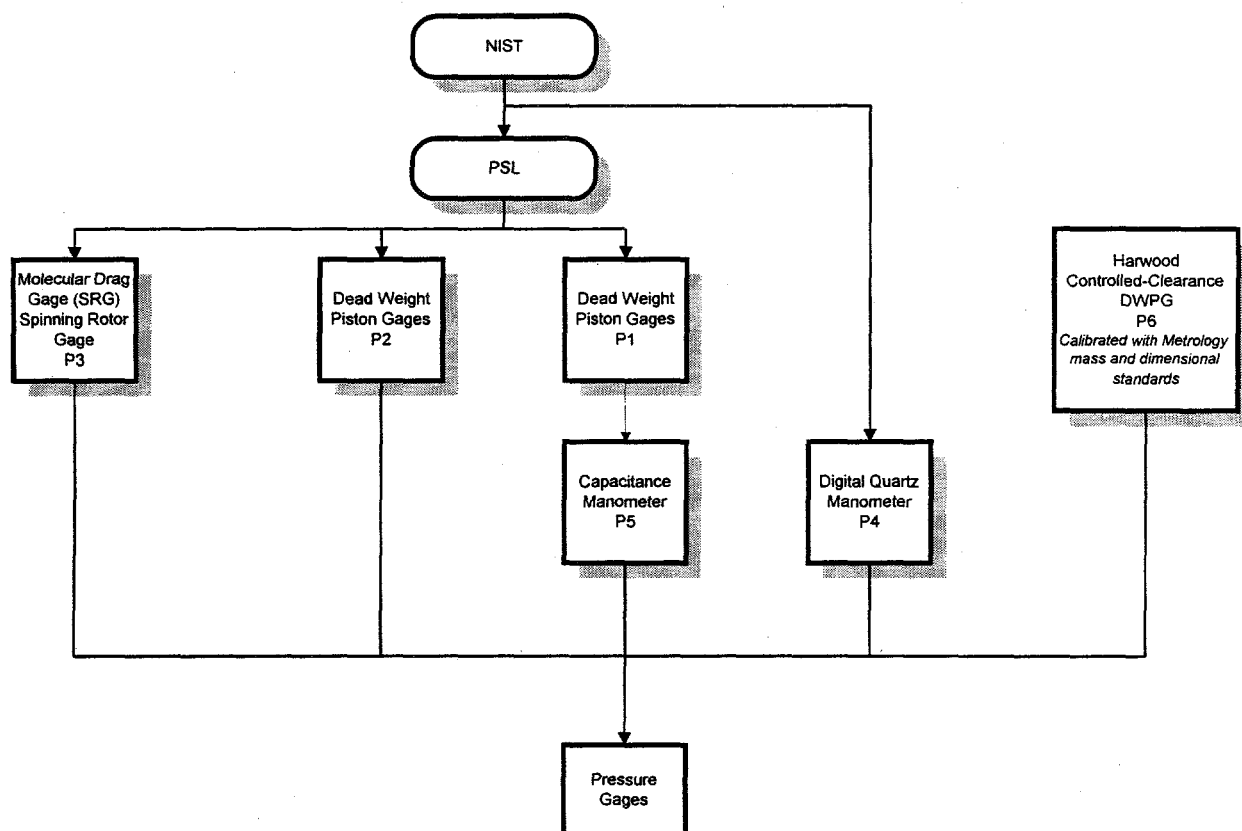 NIST
PSL
Molecular Drag
Gage (SRG)
Spinning Rotor
Gage
P3
Dead Weight
Piston Gages
P2
Dead Weight
Piston Gages
P1
Harwood
Controlled-Clearance
DWPG
P6
Calibrated with Metrology
mass and dimensional
standards
Capacitance
Manometer
P5
Digital Quartz
Manometer
P4
Pressure
Gages